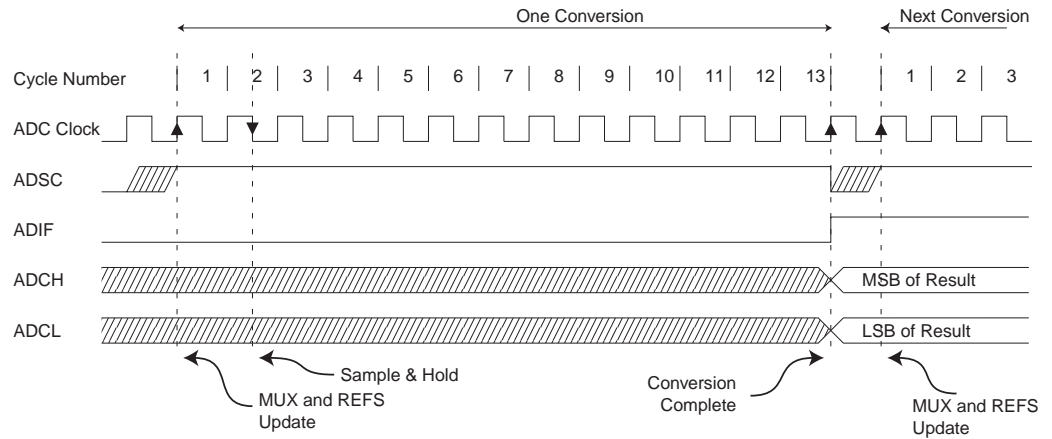 One Conversion
Next Conversion
Cycle Number
1 2 3 4 5 6 7 8 9 10 11 12 13 1 2 3
ADC Clock
ADSC
ADIF
ADCH
MSB of Result
ADCL
LSB of Result
Sample & Hold
MUX and REFS
Update
Conversion
Complete
MUX and REFS
Update